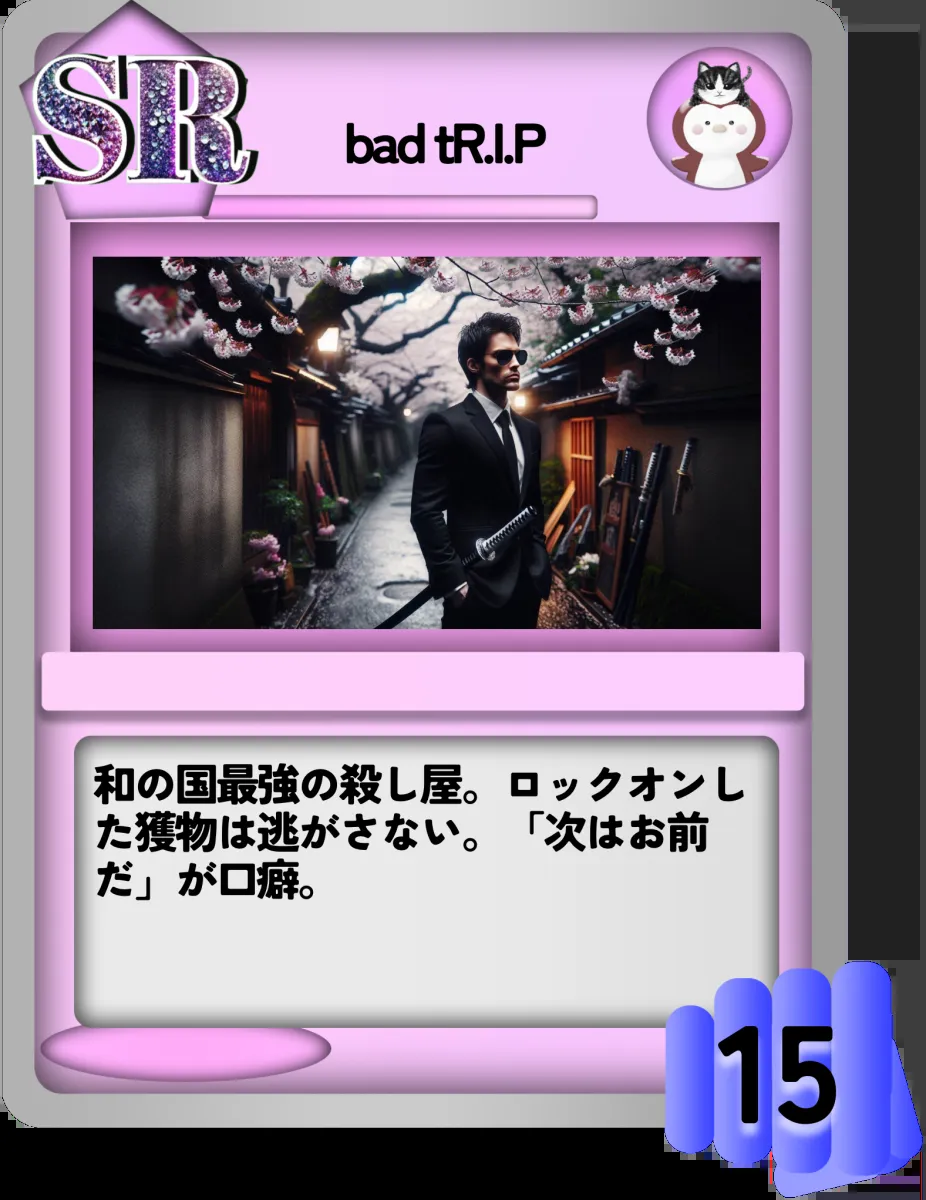 SR
bad tR.I.P
和の国最強の殺し屋。ロックオンし
た獲物は逃がさない。「次はお前
だ」が口癖。
15